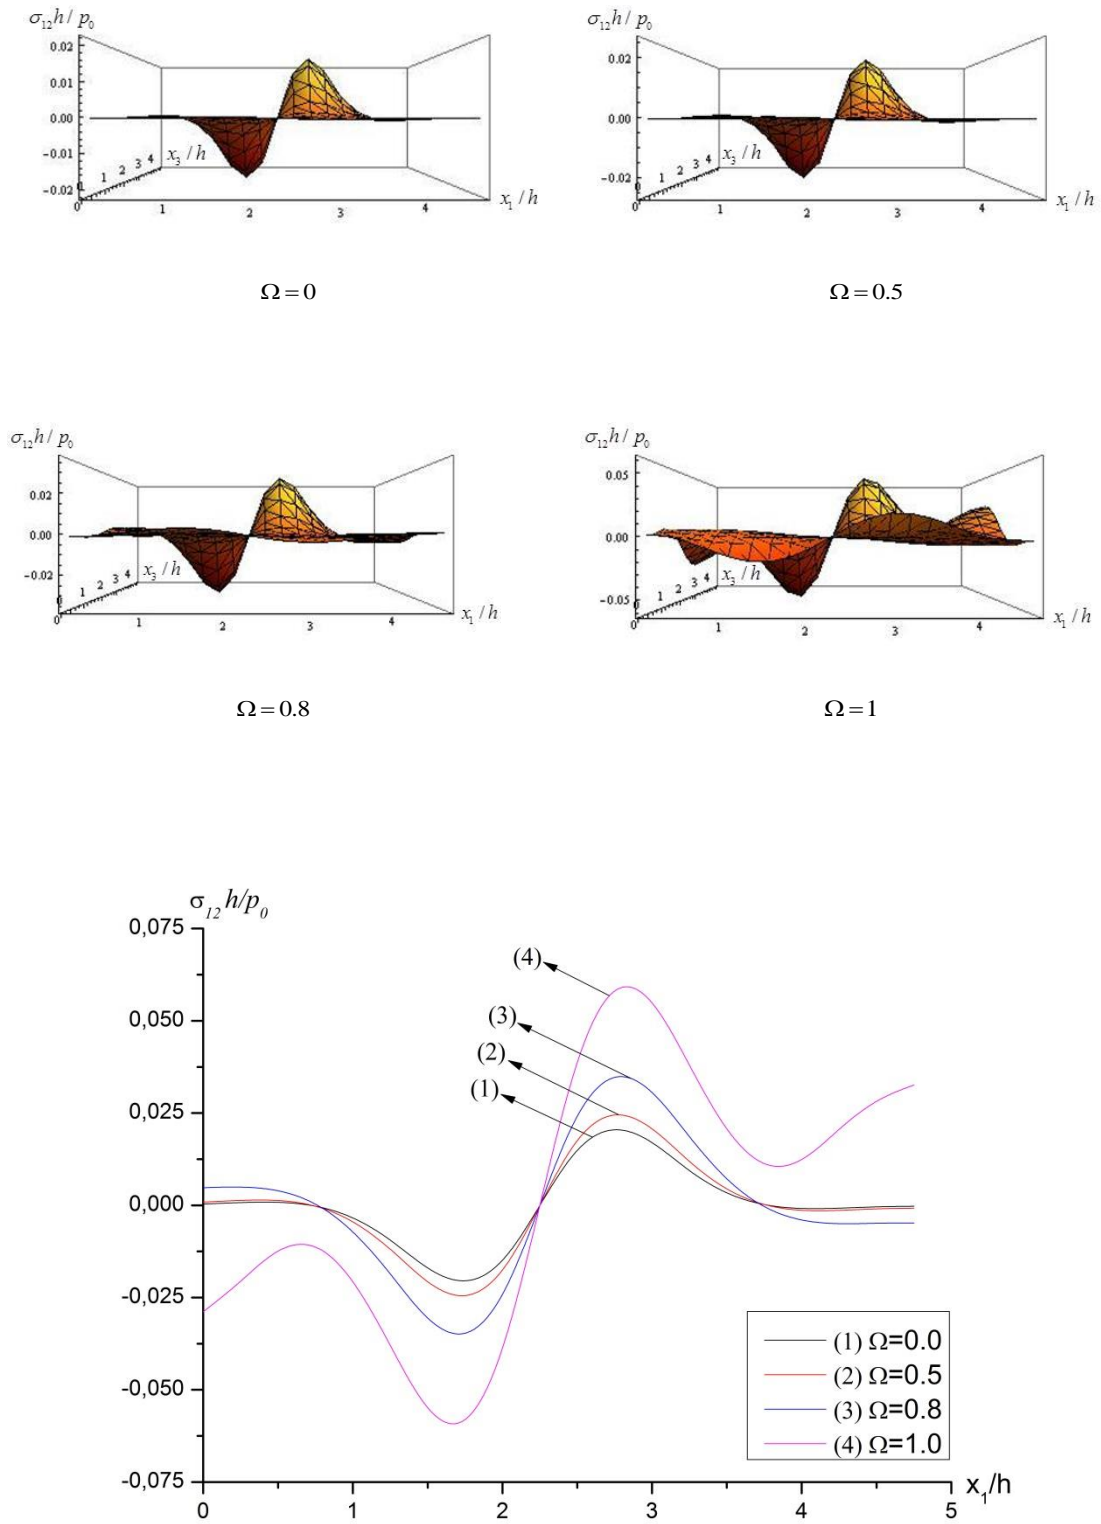 σ₁₂h / p₀
0.02
0.01
0.00
−0.01
−0.02
1 2 3 4 x₃ / h
0 1 2 3 4
x₁ / h
Ω = 0
σ₁₂h / p₀
0.02
0.00
−0.02
1 2 3 4 x₃ / h
0 1 2 3 4
x₁ / h
Ω = 0.5
σ₁₂h / p₀
0.02
0.00
−0.02
0 1 2 3 4 x₃ / h
0 1 2 3 4
x₁ / h
Ω = 0.8
σ₁₂h / p₀
0.05
0.00
−0.05
0 1 2 3 4 x₃ / h
0 1 2 3 4
x₁ / h
Ω = 1
σ₁₂ h/p₀
0,075
0,050
0,025
0,000
-0,025
-0,050
-0,075
(4)
(3)
(2)
(1)
(1) Ω=0.0
(2) Ω=0.5
(3) Ω=0.8
(4) Ω=1.0
0 1 2 3 4 5
x₁/h